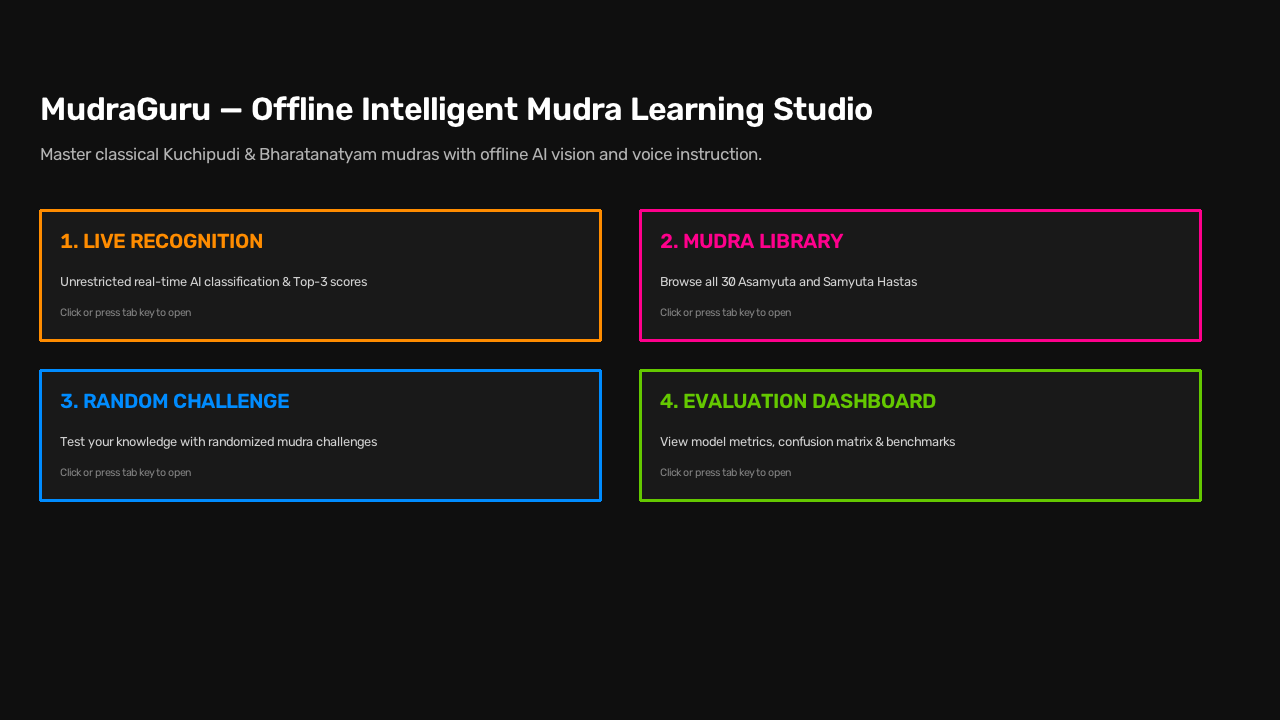 MudraGuru — Offline Intelligent Mudra Learning Studio
Master classical Kuchipudi & Bharatanatyam mudras with offline AI vision and voice instruction.
1. LIVE RECOGNITION
Unrestricted real-time AI classification & Top-3 scores
Click or press tab key to open
2. MUDRA LIBRARY
Browse all 30 Asamyuta and Samyuta Hastas
Click or press tab key to open
3. RANDOM CHALLENGE
Test your knowledge with randomized mudra challenges
Click or press tab key to open
4. EVALUATION DASHBOARD
View model metrics, confusion matrix & benchmarks
Click or press tab key to open